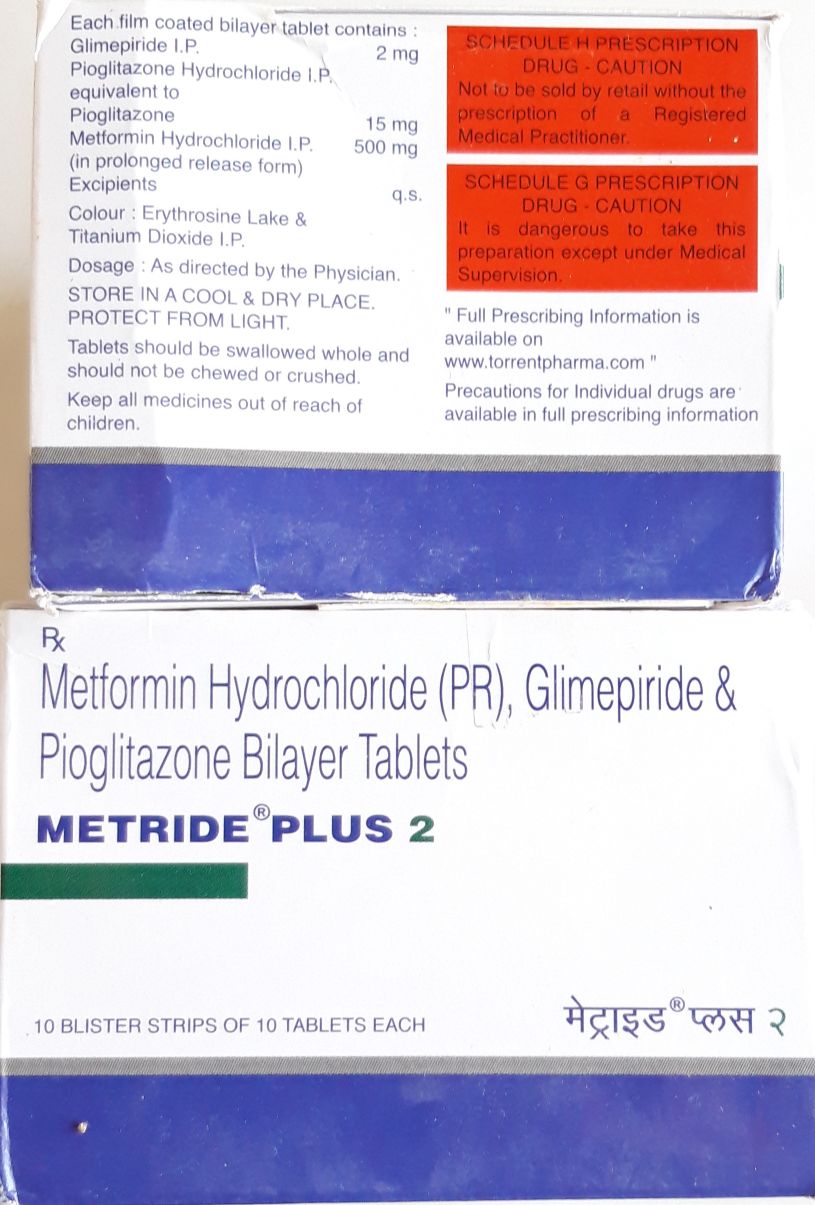 Each film coated bilayer tablet contains :
Glimepiride I.P. 2 mg
Pioglitazone Hydrochloride I.P.
equivalent to
Pioglitazone 15 mg
Metformin Hydrochloride I.P. 500 mg
(in prolonged release form)
Excipients q.s.
Colour : Erythrosine Lake &
Titanium Dioxide I.P.
Dosage : As directed by the Physician.
STORE IN A COOL & DRY PLACE.
PROTECT FROM LIGHT.
Tablets should be swallowed whole and
should not be chewed or crushed.
Keep all medicines out of reach of
children.
SCHEDULE H PRESCRIPTION
DRUG - CAUTION
Not to be sold by retail without the
prescription of a Registered
Medical Practitioner.
SCHEDULE G PRESCRIPTION
DRUG - CAUTION
It is dangerous to take this
preparation except under Medical
Supervision.
" Full Prescribing Information is
available on
www.torrentpharma.com "
Precautions for Individual drugs are
available in full prescribing information
Rx
Metformin Hydrochloride (PR), Glimepiride &
Pioglitazone Bilayer Tablets
METRIDE® PLUS 2
10 BLISTER STRIPS OF 10 TABLETS EACH
मेट्राइड® प्लस २